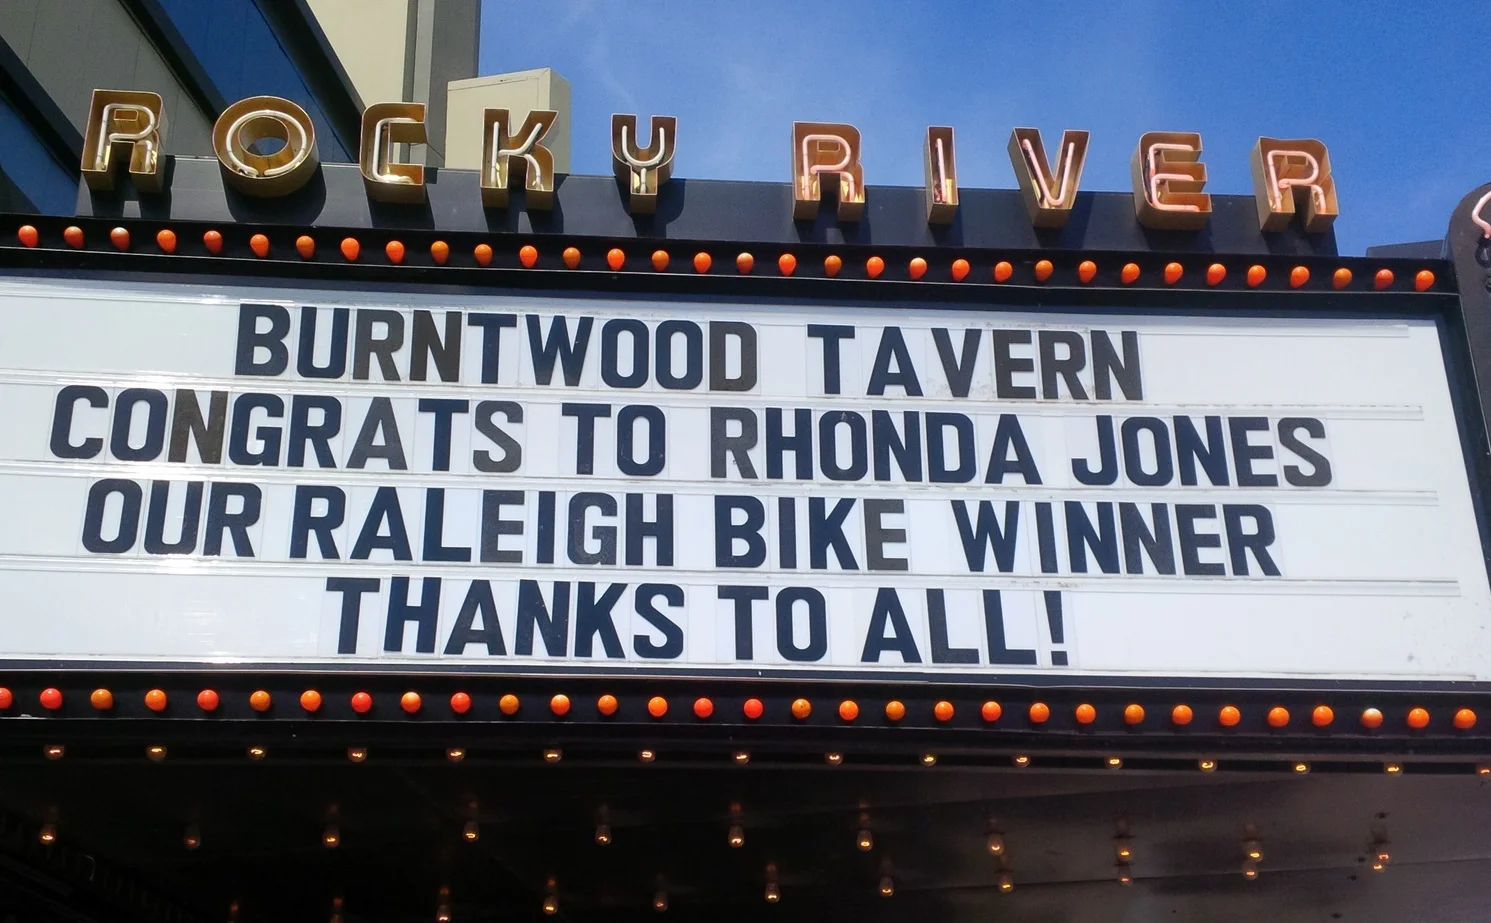 ROCKY RIVER
BURNTWOOD TAVERN
CONGRATS TO RHONDA JONES
OUR RALEIGH BIKE WINNER
THANKS TO ALL!